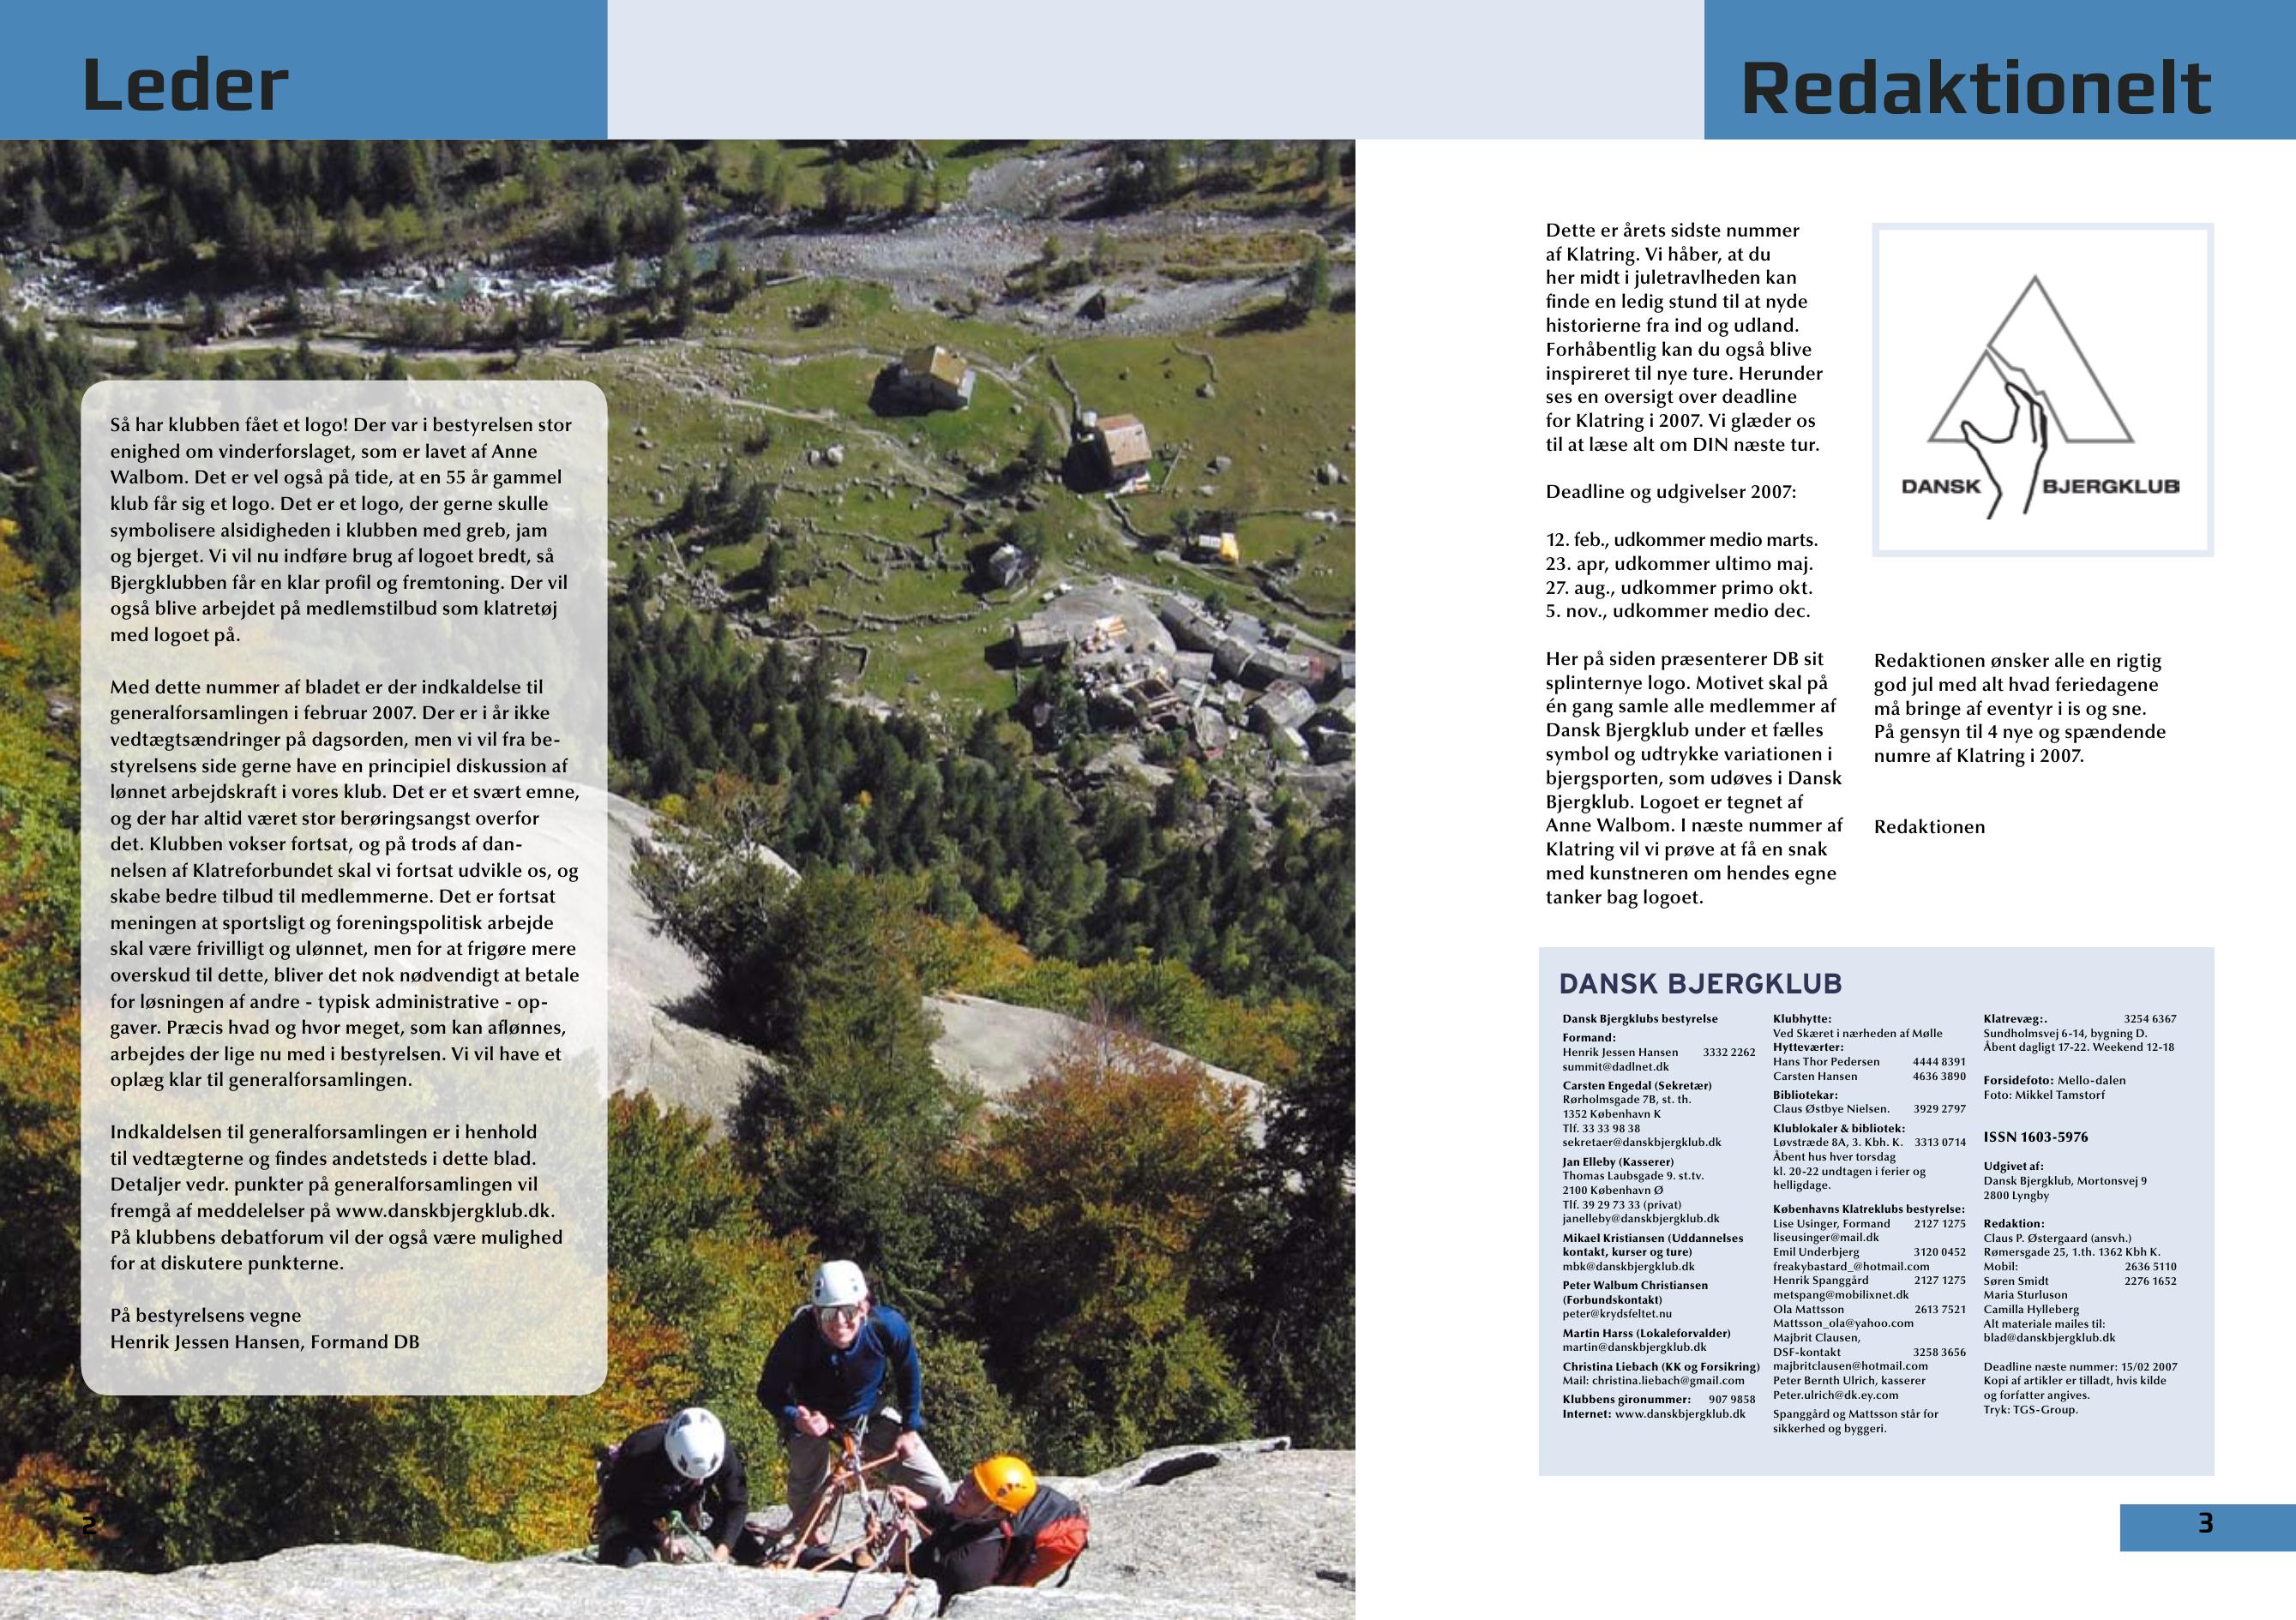 Leder
Så har klubben fået et logo! Der var i bestyrelsen stor
enighed om vinderforslaget, som er lavet af Anne
Walbom. Det er vel også på tide, at en 55 år gammel
klub får sig et logo. Det er et logo, der gerne skulle
symbolisere alsidigheden i klubben med greb, jam
og bjerget. Vi vil nu indføre brug af logoet bredt, så
Bjergklubben får en klar profil og fremtoning. Der vil
også blive arbejdet på medlemstilbud som klatretøj
med logoet på.
Med dette nummer af bladet er der indkaldelse til
generalforsamlingen i februar 2007. Der er i år ikke
vedtægtsændringer på dagsorden, men vi vil fra be-
styrelsens side gerne have en principiel diskussion af
lønnet arbejdskraft i vores klub. Det er et svært emne,
og der har altid været stor berøringsangst overfor
det. Klubben vokser fortsat, og på trods af dan-
nelsen af Klatreforbundet skal vi fortsat udvikle os, og
skabe bedre tilbud til medlemmerne. Det er fortsat
meningen at sportsligt og foreningspolitisk arbejde
skal være frivilligt og ulønnet, men for at frigøre mere
overskud til dette, bliver det nok nødvendigt at betale
for løsningen af andre - typisk administrative - op-
gaver. Præcis hvad og hvor meget, som kan aflønnes,
arbejdes der lige nu med i bestyrelsen. Vi vil have et
oplæg klar til generalforsamlingen.
Indkaldelsen til generalforsamlingen er i henhold
til vedtægterne og findes andetsteds i dette blad.
Detaljer vedr. punkter på generalforsamlingen vil
fremgå af meddelelser på www.danskbjergklub.dk.
På klubbens debatforum vil der også være mulighed
for at diskutere punkterne.
På bestyrelsens vegne
Henrik Jessen Hansen, Formand DB
2
Redaktionelt
Dette er årets sidste nummer
af Klatring. Vi håber, at du
her midt i juletravlheden kan
finde en ledig stund til at nyde
historierne fra ind og udland.
Forhåbentlig kan du også blive
inspireret til nye ture. Herunder
ses en oversigt over deadline
for Klatring i 2007. Vi glæder os
til at læse alt om DIN næste tur.
Deadline og udgivelser 2007:
12. feb., udkommer medio marts.
23. apr, udkommer ultimo maj.
27. aug., udkommer primo okt.
5. nov., udkommer medio dec.
Her på siden præsenterer DB sit
splinternye logo. Motivet skal på
én gang samle alle medlemmer af
Dansk Bjergklub under et fælles
symbol og udtrykke variationen i
bjergsporten, som udøves i Dansk
Bjergklub. Logoet er tegnet af
Anne Walbom. I næste nummer af
Klatring vil vi prøve at få en snak
med kunstneren om hendes egne
tanker bag logoet.
DANSK BJERGKLUB
Redaktionen ønsker alle en rigtig
god jul med alt hvad feriedagene
må bringe af eventyr i is og sne.
På gensyn til 4 nye og spændende
numre af Klatring i 2007.
Redaktionen
DANSK BJERGKLUB
Dansk Bjergklubs bestyrelse
Formand:
Henrik Jessen Hansen 3332 2262
summit@dadlnet.dk
Carsten Engedal (Sekretær)
Rørholmsgade 7B, st. th.
1352 København K
Tlf. 33 33 98 38
sekretaer@danskbjergklub.dk
Jan Elleby (Kasserer)
Thomas Laubsgade 9. st.tv.
2100 København Ø
Tlf. 39 29 73 33 (privat)
janelleby@danskbjergklub.dk
Mikael Kristiansen (Uddannelses
kontakt, kurser og ture)
mbk@danskbjergklub.dk
Peter Walbum Christiansen
(Forbundskontakt)
peter@krydsfeltet.nu
Martin Harss (Lokaleforvalder)
martin@danskbjergklub.dk
Christina Liebach (KK og Forsikring)
Mail: christina.liebach@gmail.com
Klubbens gironummer: 907 9858
Internet: www.danskbjergklub.dk
Klubhytte:
Ved Skæret i nærheden af Mølle
Hytteværter:
Hans Thor Pedersen 4444 8391
Carsten Hansen 4636 3890
Bibliotekar:
Claus Østbye Nielsen. 3929 2797
Klublokaler & bibliotek:
Løvstræde 8A, 3. Kbh. K. 3313 0714
Åbent hus hver torsdag
kl. 20-22 undtagen i ferier og
helligdage.
Københavns Klatreklubs bestyrelse:
Lise Usinger, Formand 2127 1275
liseusinger@mail.dk
Emil Underbjerg 3120 0452
freakybastard_@hotmail.com
Henrik Spanggård 2127 1275
metspang@mobilixnet.dk
Ola Mattsson 2613 7521
Mattsson_ola@yahoo.com
Majbrit Clausen,
DSF-kontakt 3258 3656
majbritclausen@hotmail.com
Peter Bernth Ulrich, kasserer
Peter.ulrich@dk.ey.com
Spanggård og Mattsson står for
sikkerhed og byggeri.
Klatrevæg:. 3254 6367
Sundholmsvej 6-14, bygning D.
Åbent dagligt 17-22. Weekend 12-18
Forsidefoto: Mello-dalen
Foto: Mikkel Tamstorf
ISSN 1603-5976
Udgivet af:
Dansk Bjergklub, Mortonsvej 9
2800 Lyngby
Redaktion:
Claus P. Østergaard (ansvh.)
Rømersgade 25, 1.th. 1362 Kbh K.
Mobil: 2636 5110
Søren Smidt 2276 1652
Maria Sturluson
Camilla Hylleberg
Alt materiale mailes til:
blad@danskbjergklub.dk
Deadline næste nummer: 15/02 2007
Kopi af artikler er tilladt, hvis kilde
og forfatter angives.
Tryk: TGS-Group.
3